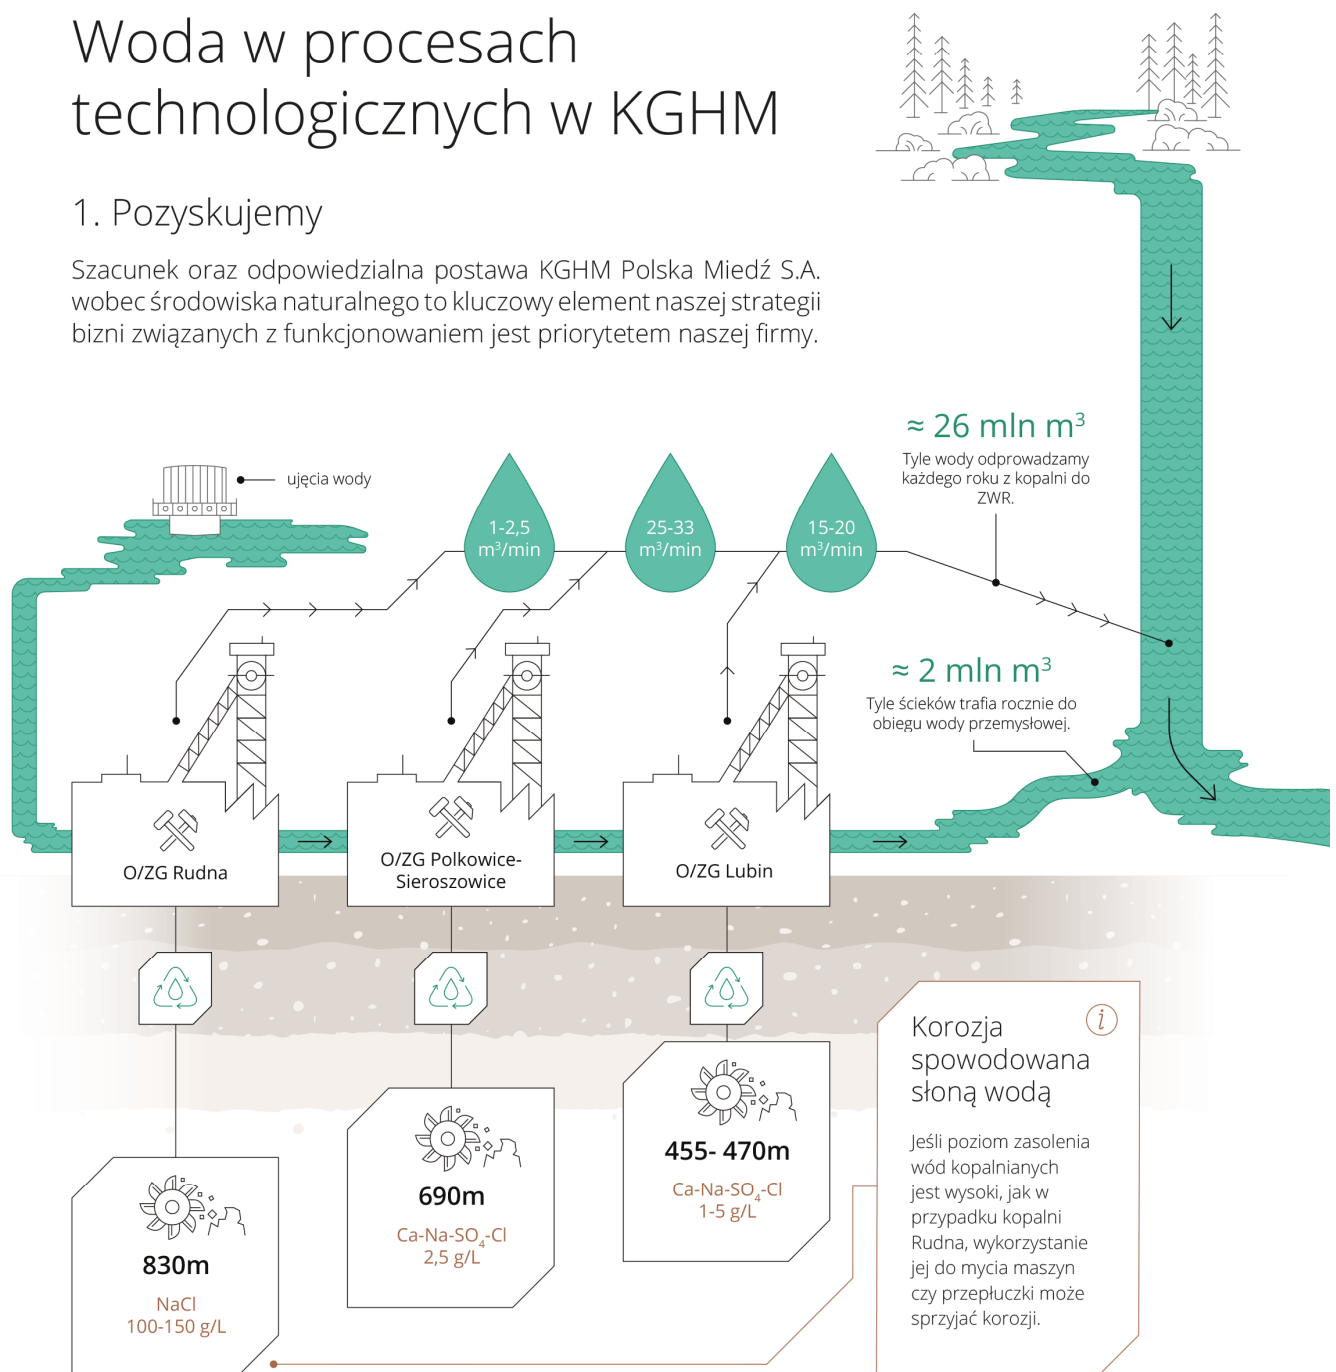 Woda w procesach
technologicznych w KGHM
1. Pozyskujemy
Szacunek oraz odpowiedzialna postawa KGHM Polska Miedź S.A.
wobec środowiska naturalnego to kluczowy element naszej strategii
bizni związanych z funkcjonowaniem jest priorytetem naszej firmy.
≈ 26 mln m³
Tyle wody odprowadzamy
każdego roku z kopalni do
ZWR.
ujęcia wody
1-2,5
m³/min
25-33
m³/min
15-20
m³/min
≈ 2 mln m³
Tyle ścieków trafia rocznie do
obiegu wody przemysłowej.
O/ZG Rudna
O/ZG Polkowice-
Sieroszowice
O/ZG Lubin
830m
NaCl
100-150 g/L
690m
Ca-Na-SO₄-Cl
2,5 g/L
455- 470m
Ca-Na-SO₄-Cl
1-5 g/L
i
Korozja
spowodowana
słoną wodą
Jeśli poziom zasolenia
wód kopalnianych
jest wysoki, jak w
przypadku kopalni
Rudna, wykorzystanie
jej do mycia maszyn
czy przepłuczki może
sprzyjać korozji.